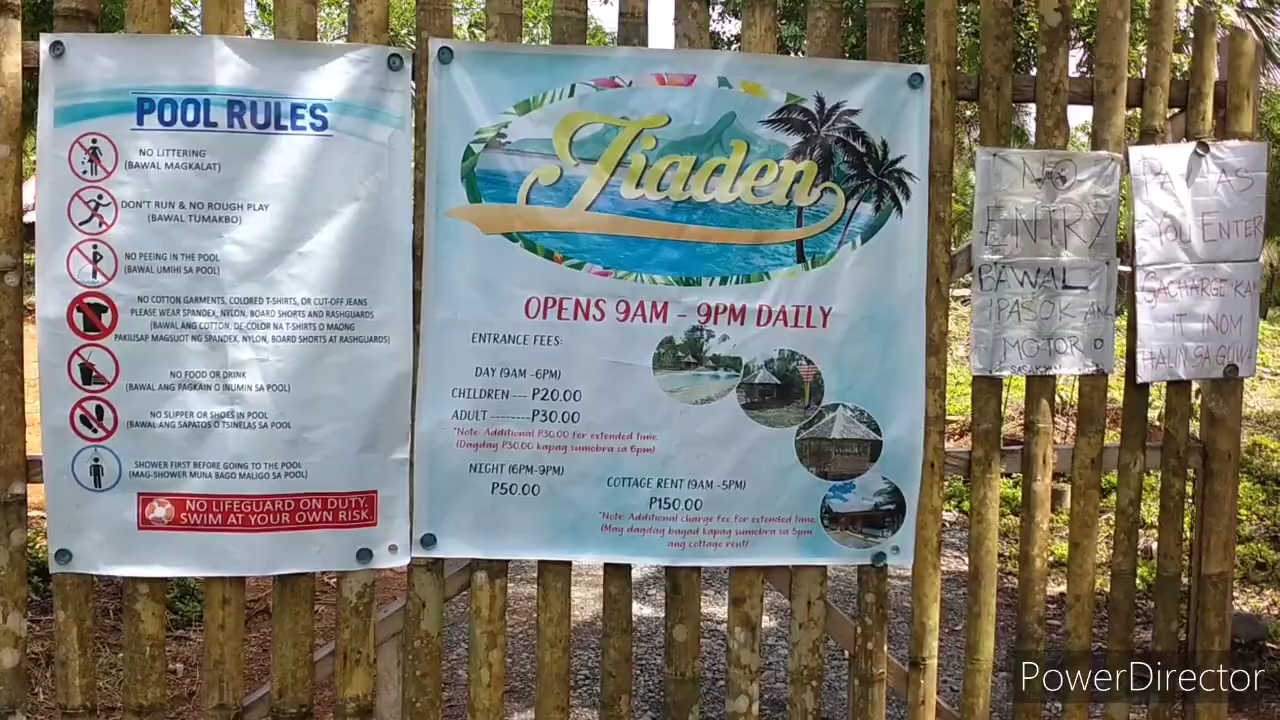 POOL RULES
NO LITTERING
(BAWAL MAGKALAT)
DON'T RUN & NO ROUGH PLAY
(BAWAL TUMAKBO)
NO PEEING IN THE POOL
(BAWAL UMIHI SA POOL)
NO COTTON GARMENTS, COLORED T-SHIRTS, OR CUT-OFF JEANS
PLEASE WEAR SPANDEX, NYLON, BOARD SHORTS AND RASHGUARDS
(BAWAL ANG COTTON, DE-COLOR NA T-SHIRTS O MAONG
PAKIUSAP MAGSUOT NG SPANDEX, NYLON, BOARD SHORTS AT RASHGUARDS)
NO FOOD OR DRINK
(BAWAL ANG PAGKAIN O INUMIN SA POOL)
NO SLIPPER OR SHOES IN POOL
(BAWAL ANG SAPATOS O TSINELAS SA POOL
SHOWER FIRST BEFORE GOING TO THE POOL
(MAG-SHOWER MUNA BAGO MALIGO SA POOL)
NO LIFEGUARD ON DUTY.
SWIM AT YOUR OWN RISK.
Jiaden
OPENS 9AM - 9PM DAILY
ENTRANCE FEES:
DAY (9AM -6PM)
CHILDREN --- P20.00
ADULT --------P30.00
*Note: Additional P30.00 for extended time.
(Dagdag P30.00 kapag sumobra sa 6pm)
NIGHT (6PM-9PM)
P50.00
COTTAGE RENT (9AM -5PM)
P150.00
*Note: Additional charge fee for extended time.
(May dagdag bayad kapag sumobra sa 5pm
ang cottage rent)
NO
ENTRY
BAWAL
IPASOK ANG
MOTOR O
YOU ENTER
IT INOM
PowerDirector